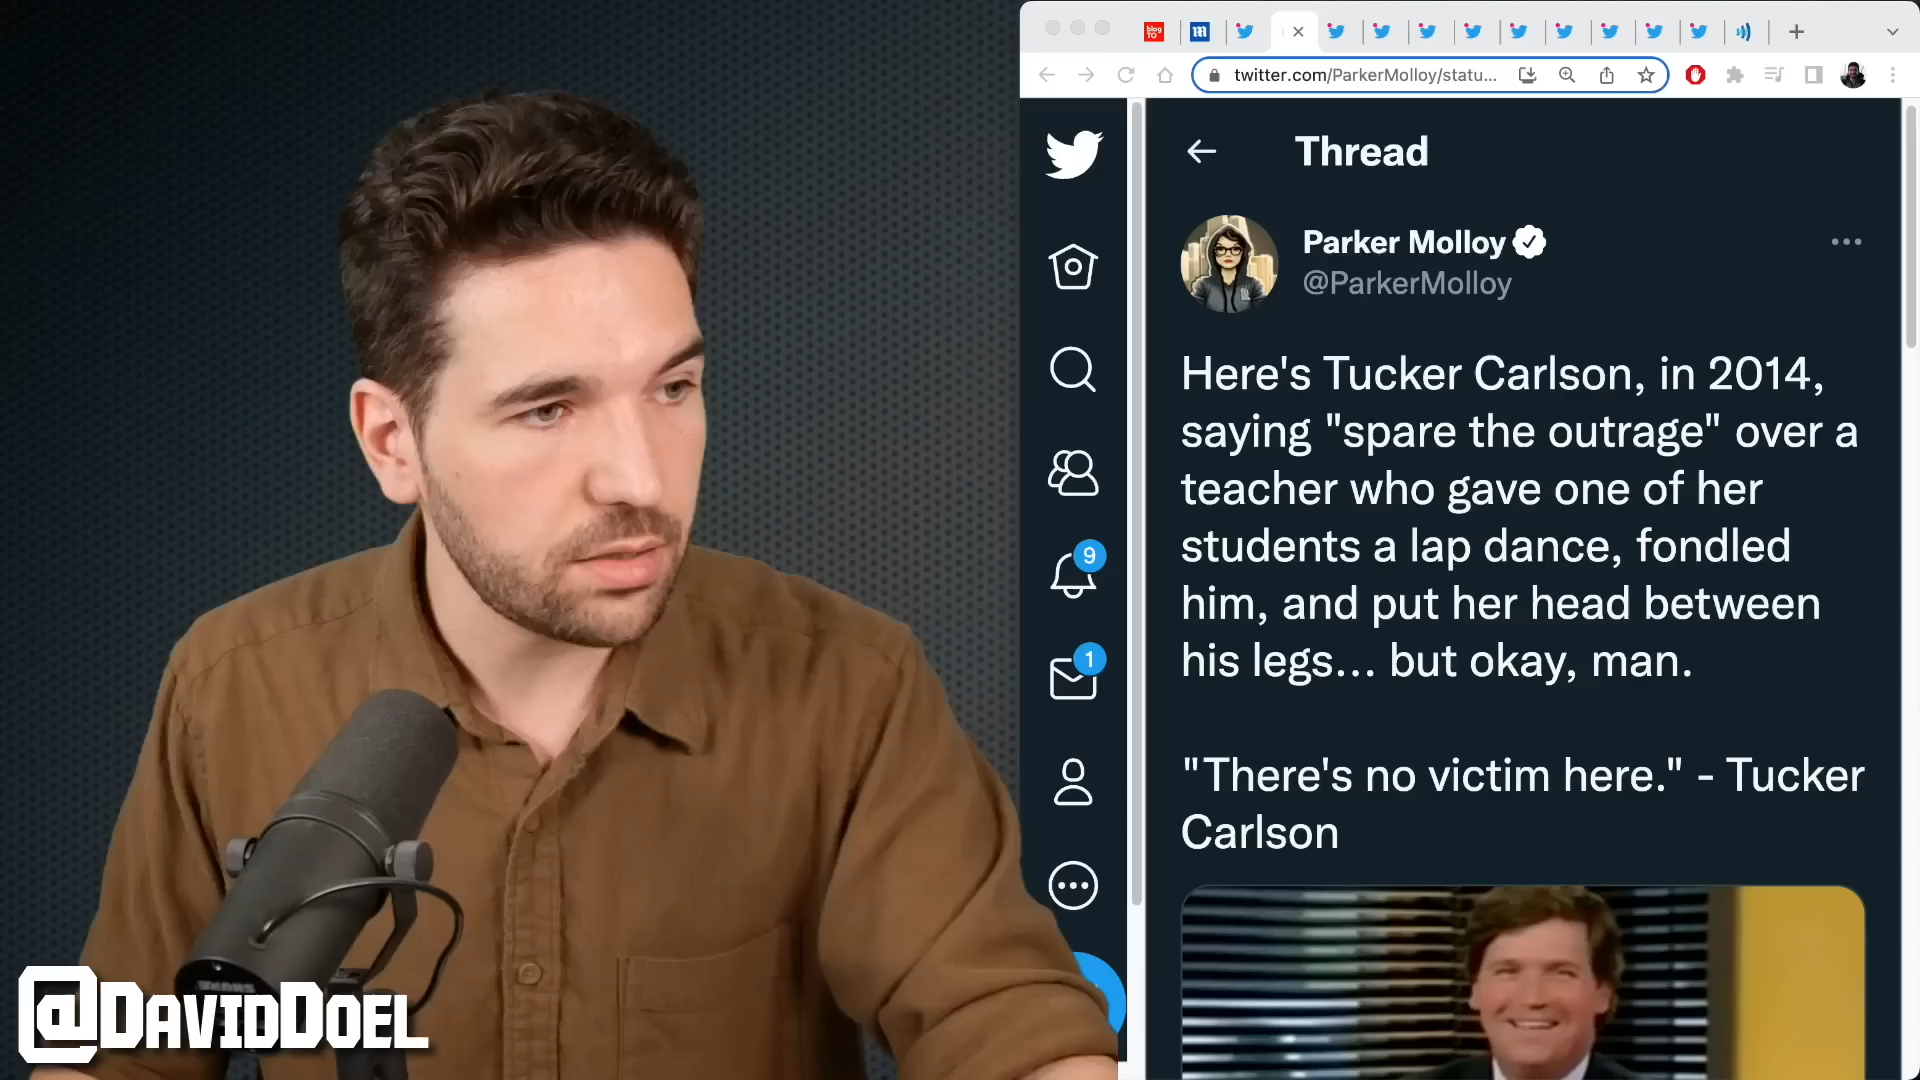 blog
TO
m
twitter.com/ParkerMolloy/statu...
Thread
Parker Molloy
@ParkerMolloy
Here's Tucker Carlson, in 2014,
saying "spare the outrage" over a
teacher who gave one of her
students a lap dance, fondled
him, and put her head between
his legs... but okay, man.
"There's no victim here." - Tucker
Carlson
9
1
@DAVIDDOEL